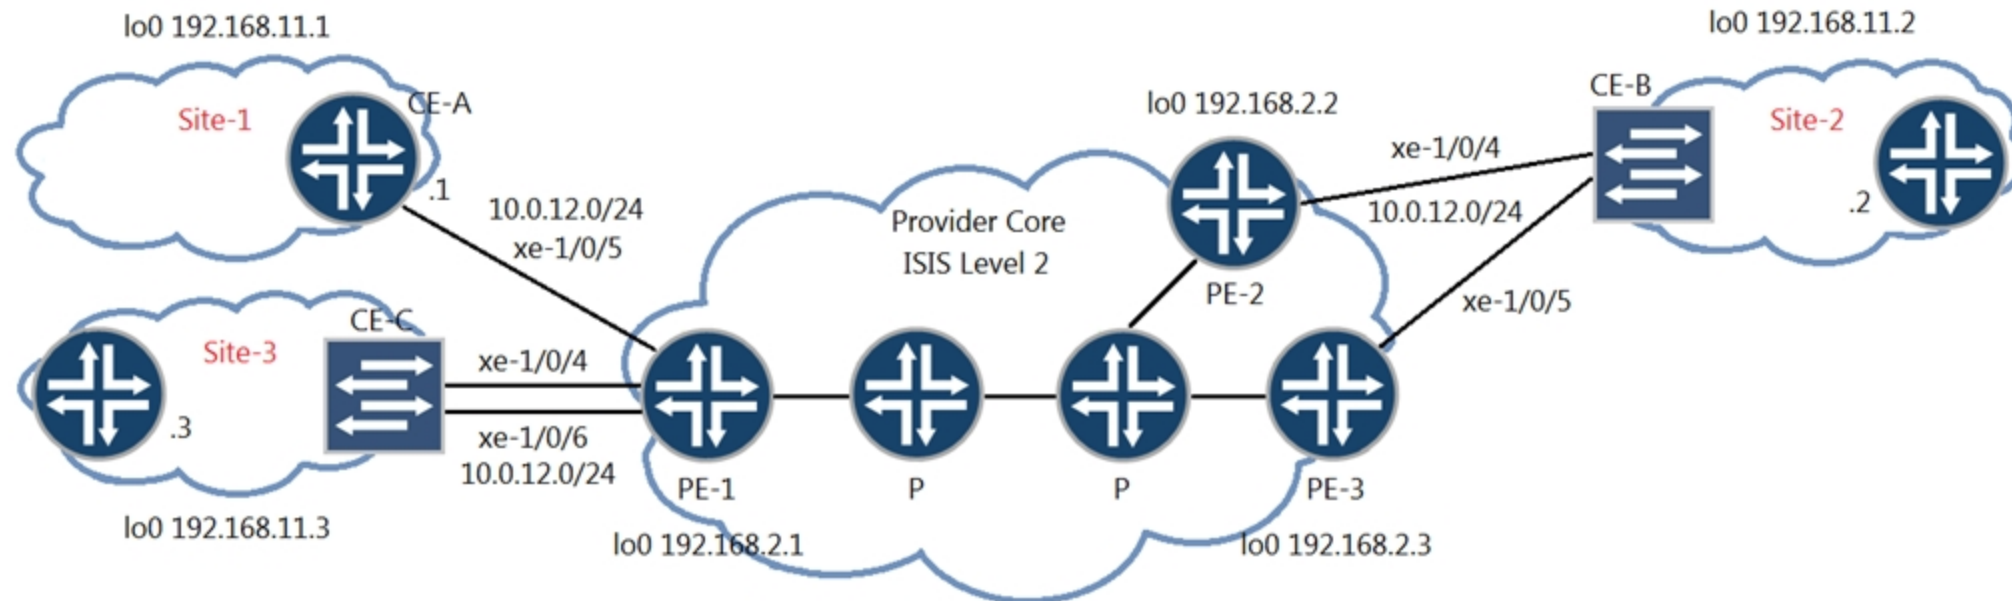 lo0 192.168.11.1
CE-A
Site-1
.1
10.0.12.0/24
xe-1/0/5
CE-C
Site-3
.3
xe-1/0/4
xe-1/0/6
10.0.12.0/24
lo0 192.168.11.3
Provider Core
ISIS Level 2
lo0 192.168.2.2
PE-2
PE-1
P
P
PE-3
lo0 192.168.2.1
lo0 192.168.2.3
xe-1/0/4
10.0.12.0/24
xe-1/0/5
lo0 192.168.11.2
CE-B
Site-2
.2